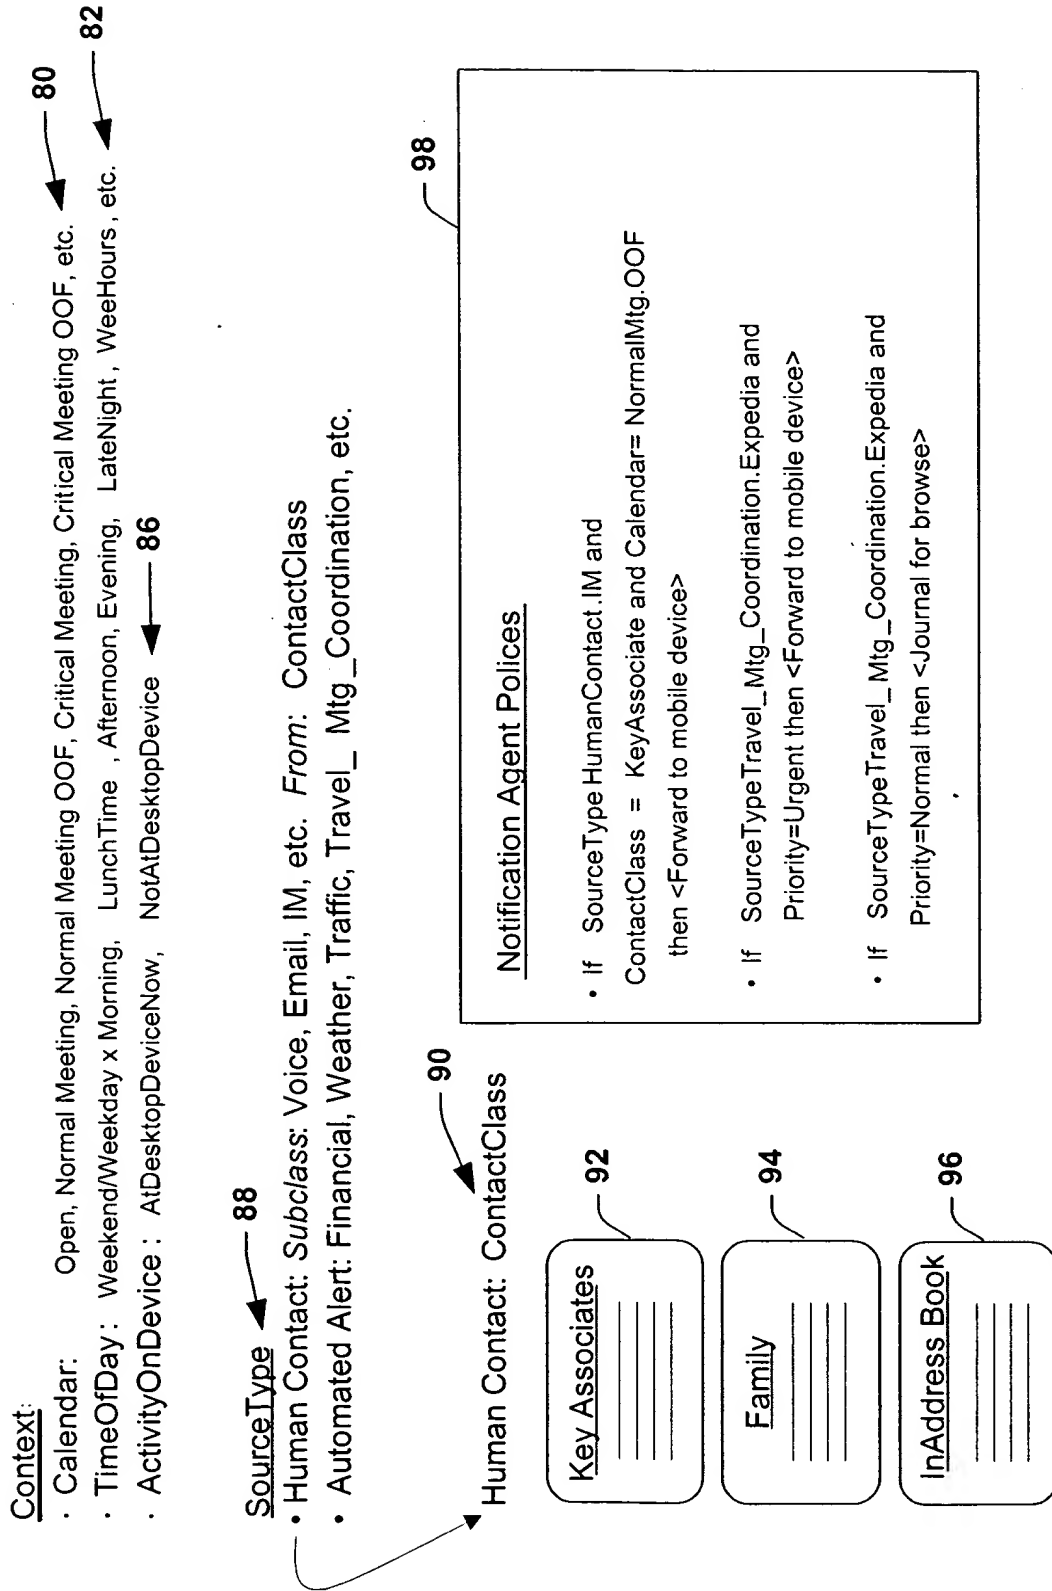 Context:
· Calendar: Open, Normal Meeting, Normal Meeting OOF, Critical Meeting, Critical Meeting OOF, etc.
80
· TimeOfDay: Weekend/Weekday x Morning, LunchTime , Afternoon, Evening, LateNight , WeeHours , etc.
82
· ActivityOnDevice : AtDesktopDeviceNow, NotAtDesktopDevice
86
SourceType
88
• Human Contact: Subclass: Voice, Email, IM, etc. From: ContactClass
• Automated Alert: Financial, Weather, Traffic, Travel_ Mtg_Coordination, etc.
Human Contact: ContactClass
90
Key Associates
92
Family
94
InAddress Book
96
98
Notification Agent Polices
• If SourceType HumanContact.IM and
ContactClass = KeyAssociate and Calendar= NormalMtg.OOF
then <Forward to mobile device>
• If SourceTypeTravel_Mtg_Coordination.Expedia and
Priority=Urgent then <Forward to mobile device>
• If SourceTypeTravel_Mtg_Coordination.Expedia and
Priority=Normal then <Journal for browse>